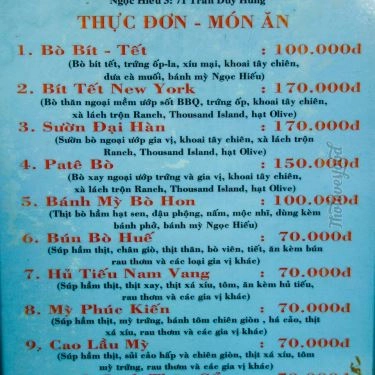 Ngọc Hiếu 3: 71 Trần Duy Hưng
THỰC ĐƠN - MÓN ĂN
1. Bò Bít - Tết : 100.000đ
(Bò bít tết, trứng ốp-la, xíu mại, khoai tây chiên,
dưa cà muối, bánh mỳ Ngọc Hiếu)
2. Bít Tết New York : 170.000đ
(Bò thăn ngoại mềm ướp sốt BBQ, trứng ốp, khoai tây chiên,
xà lách trộn Ranch, Thousand Island, hạt Olive)
3. Sườn Đại Hàn : 170.000đ
(Sườn bò ngoại ướp gia vị, khoai tây chiên, xà lách trộn
Ranch, Thousand Island, hạt Olive)
4. Patê Bò : 150.000đ
(Bò xay ngoại ướp trứng và gia vị, khoai tây chiên,
xà lách trộn Ranch, Thousand Island, hạt Olive)
5. Bánh Mỳ Bò Hon : 100.000đ
(Thịt bò hầm hạt sen, đậu phộng, nấm, mộc nhĩ, dùng kèm
bánh phở, bánh mỳ Ngọc Hiếu)
6. Bún Bò Huế : 70.000đ
(Súp hầm thịt, chân giò, thịt thăn, bò viên, tiết, ăn kèm bún
rau thơm và các loại gia vị khác)
7. Hủ Tiếu Nam Vang : 70.000đ
(Súp hầm thịt, thịt xay, thịt xá xíu, tôm, ăn kèm hủ tiếu,
rau thơm và các gia vị khác)
8. Mỳ Phúc Kiến : 70.000đ
(Súp hầm thịt, mỳ trứng, bánh tôm chiên giòn , há cảo, thịt
xá xíu, rau thơm và các gia vị khác)
9, Cao Lầu Mỳ : 70.000đ
(Súp hầm thịt, sủi cảo hấp và chiên giòn, thịt xá xíu, tôm
mỳ trứng, rau thơm và các gia vị khác)
70.000đ